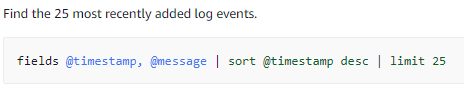 Find the 25 most recently added log events.
fields @timestamp, @message | sort @timestamp desc | limit 25